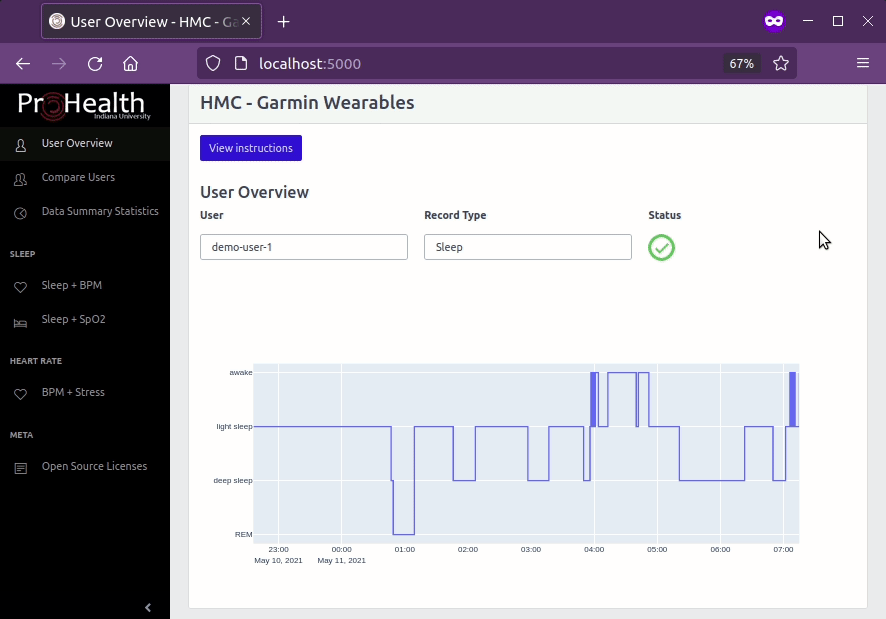 User Overview - HMC - Ga
localhost:5000
67%
ProHealth
Indiana University
User Overview
Compare Users
Data Summary Statistics
SLEEP
Sleep + BPM
Sleep + SpO2
HEART RATE
BPM + Stress
META
Open Source Licenses
HMC - Garmin Wearables
View instructions
User Overview
User Record Type Status
demo-user-1 Sleep
awake
light sleep
deep sleep
REM
23:00 00:00 01:00 02:00 03:00 04:00 05:00 06:00 07:00
May 10, 2021 May 11, 2021